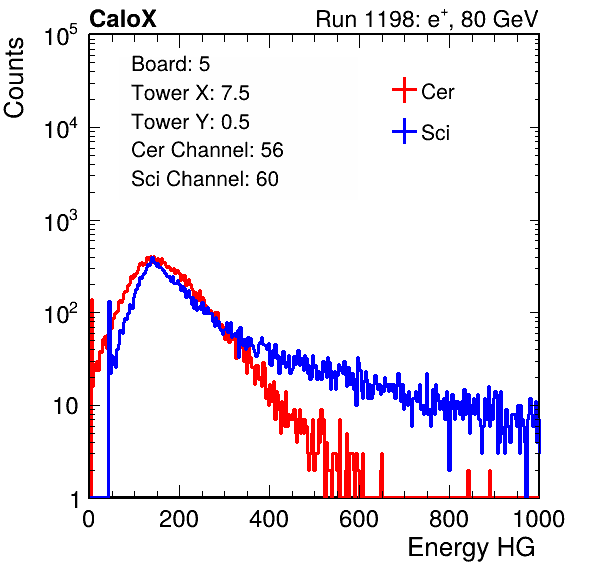 CaloX Run 1198: e⁺, 80 GeV
Board: 5
Tower X: 7.5
Tower Y: 0.5
Cer Channel: 56
Sci Channel: 60
Cer
Sci
Counts
10⁵
10⁴
10³
10²
10
1
0 200 400 600 800 1000
Energy HG